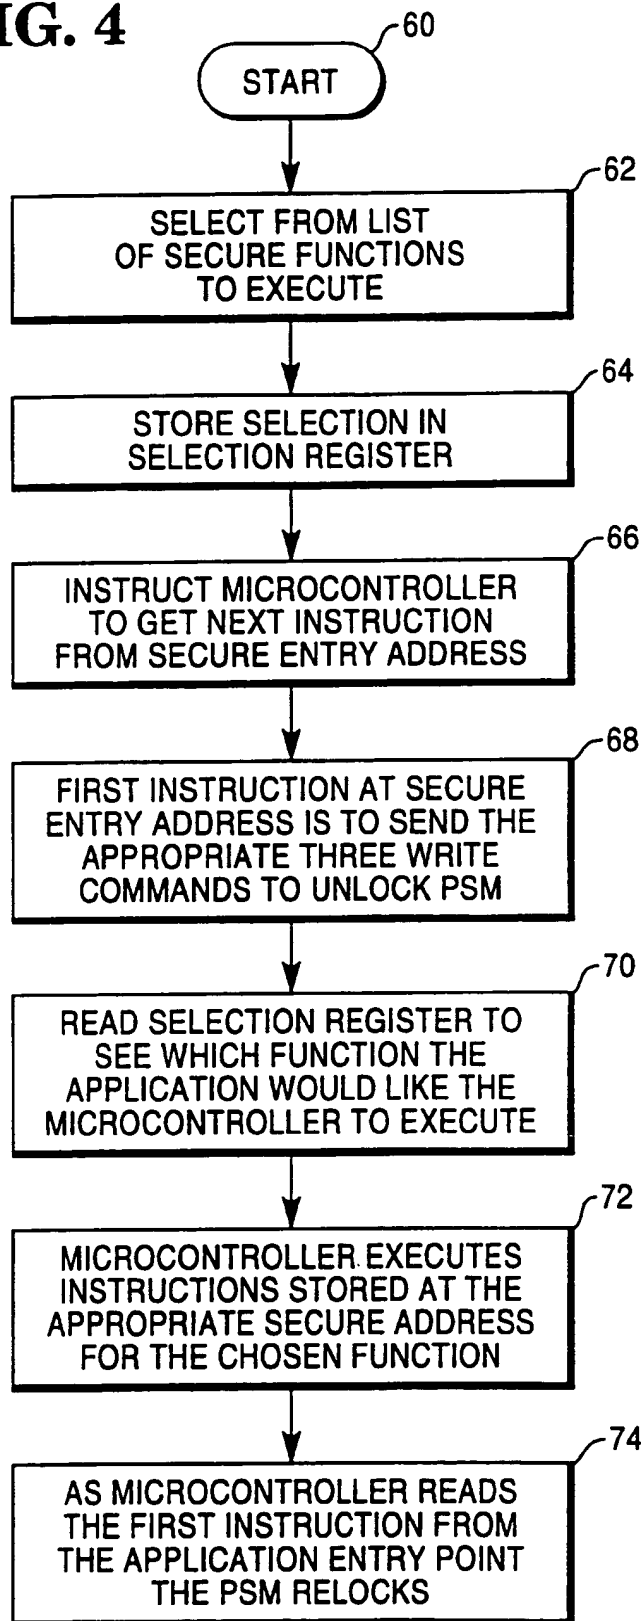 IG. 4
60
START
62
SELECT FROM LIST
OF SECURE FUNCTIONS
TO EXECUTE
64
STORE SELECTION IN
SELECTION REGISTER
66
INSTRUCT MICROCONTROLLER
TO GET NEXT INSTRUCTION
FROM SECURE ENTRY ADDRESS
68
FIRST INSTRUCTION AT SECURE
ENTRY ADDRESS IS TO SEND THE
APPROPRIATE THREE WRITE
COMMANDS TO UNLOCK PSM
70
READ SELECTION REGISTER TO
SEE WHICH FUNCTION THE
APPLICATION WOULD LIKE THE
MICROCONTROLLER TO EXECUTE
72
MICROCONTROLLER EXECUTES
INSTRUCTIONS STORED AT THE
APPROPRIATE SECURE ADDRESS
FOR THE CHOSEN FUNCTION
74
AS MICROCONTROLLER READS
THE FIRST INSTRUCTION FROM
THE APPLICATION ENTRY POINT
THE PSM RELOCKS